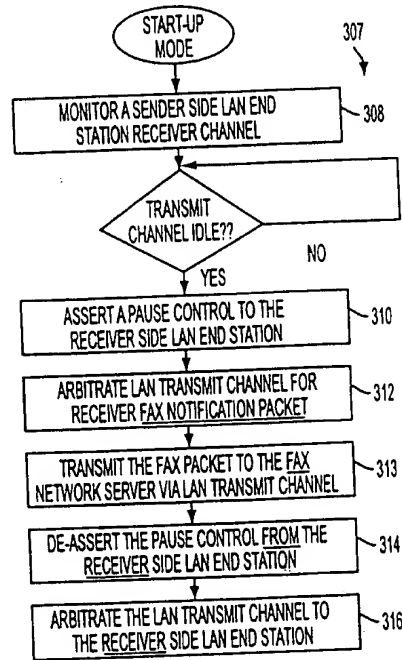 START-UP
MODE
307
MONITOR A SENDER SIDE LAN END
STATION RECEIVER CHANNEL
308
TRANSMIT
CHANNEL IDLE??
NO
YES
ASSERT A PAUSE CONTROL TO THE
RECEIVER SIDE LAN END STATION
310
ARBITRATE LAN TRANSMIT CHANNEL FOR
RECEIVER FAX NOTIFICATION PACKET
312
TRANSMIT THE FAX PACKET TO THE FAX
NETWORK SERVER VIA LAN TRANSMIT CHANNEL
313
DE-ASSERT THE PAUSE CONTROL FROM THE
RECEIVER SIDE LAN END STATION
314
ARBITRATE THE LAN TRANSMIT CHANNEL TO
THE RECEIVER SIDE LAN END STATION
316